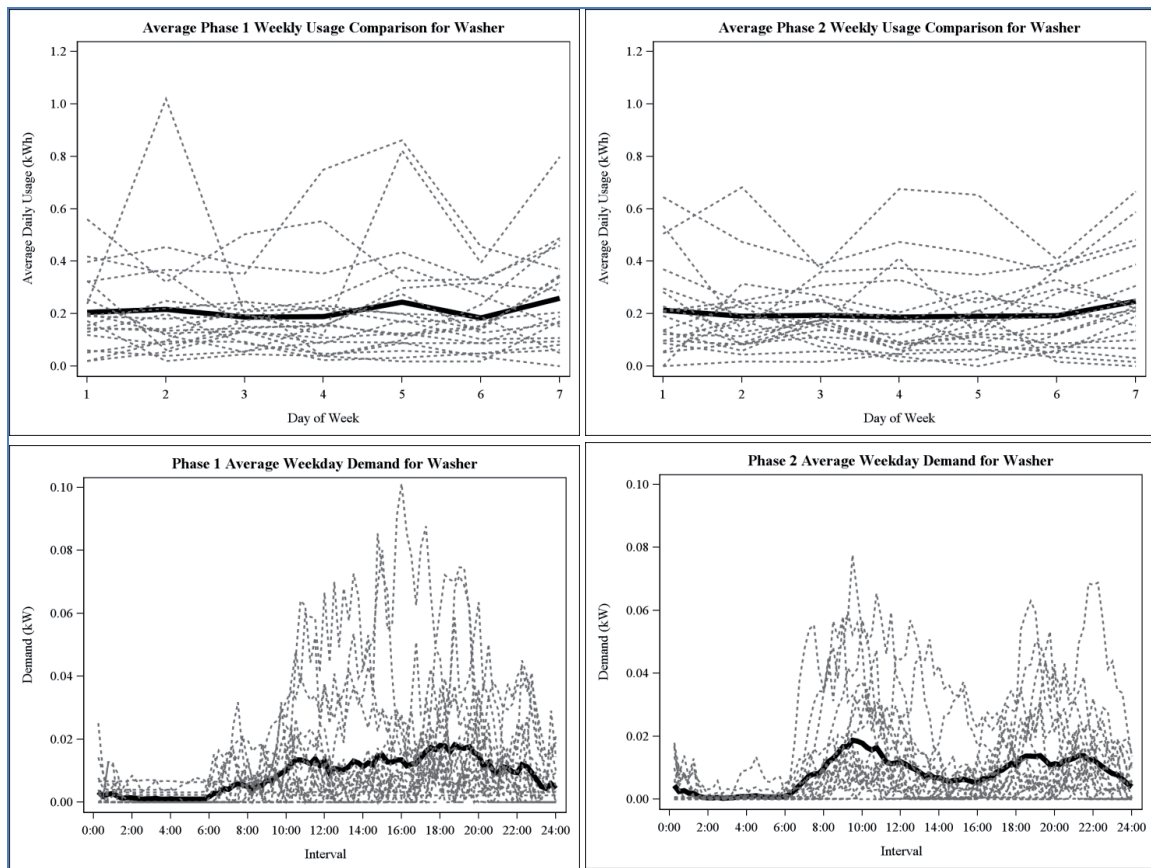 Average Phase 1 Weekly Usage Comparison for Washer
1.2
1.0
0.8
0.6
0.4
0.2
0.0
Average Daily Usage (kWh)
1 2 3 4 5 6 7
Day of Week
Average Phase 2 Weekly Usage Comparison for Washer
1.2
1.0
0.8
0.6
0.4
0.2
0.0
Average Daily Usage (kWh)
1 2 3 4 5 6 7
Day of Week
Phase 1 Average Weekday Demand for Washer
0.10
0.08
0.06
0.04
0.02
0.00
Demand (kW)
0:00 2:00 4:00 6:00 8:00 10:00 12:00 14:00 16:00 18:00 20:00 22:00 24:00
Interval
Phase 2 Average Weekday Demand for Washer
0.10
0.08
0.06
0.04
0.02
0.00
Demand (kW)
0:00 2:00 4:00 6:00 8:00 10:00 12:00 14:00 16:00 18:00 20:00 22:00 24:00
Interval